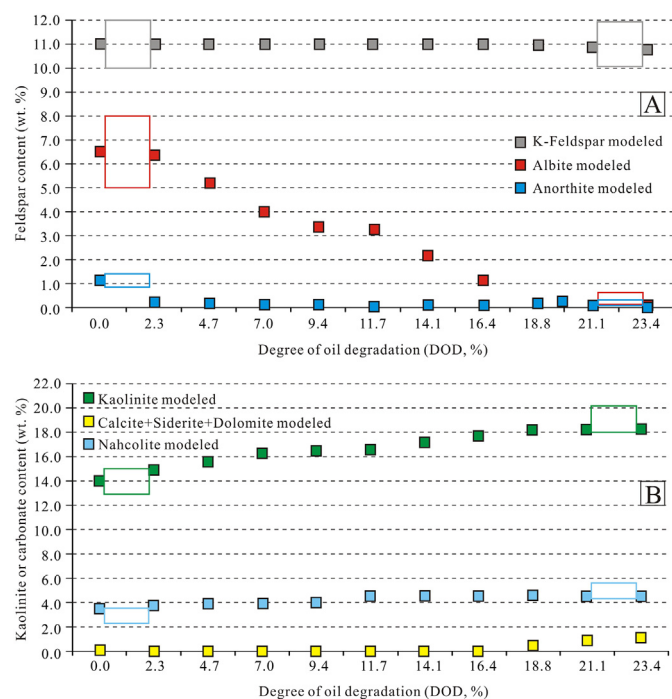 12.0
11.0
10.0
9.0
8.0
7.0
6.0
5.0
4.0
3.0
2.0
1.0
0.0
Feldspar content (wt. %)
A
K-Feldspar modeled
Albite modeled
Anorthite modeled
0.0 2.3 4.7 7.0 9.4 11.7 14.1 16.4 18.8 21.1 23.4
Degree of oil degradation (DOD, %)
22.0
20.0
18.0
16.0
14.0
12.0
10.0
8.0
6.0
4.0
2.0
0.0
Kaolinite or carbonate content (wt. %)
Kaolinite modeled
Calcite+Siderite+Dolomite modeled
Nahcolite modeled
B
0.0 2.3 4.7 7.0 9.4 11.7 14.1 16.4 18.8 21.1 23.4
Degree of oil degradation (DOD, %)